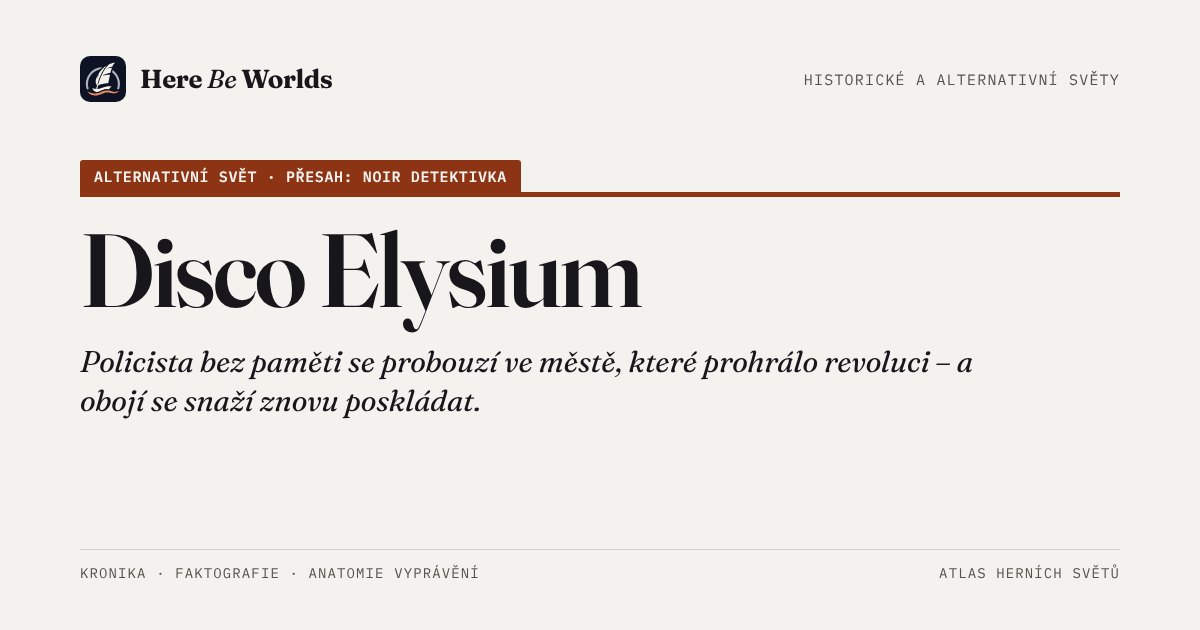 Here Be Worlds
HISTORICKÉ A ALTERNATIVNÍ SVĚTY
ALTERNATIVNÍ SVĚT · PŘESAH: NOIR DETEKTIVKA
Disco Elysium
Policista bez paměti se probouzí ve městě, které prohrálo revoluci – a
obojí se snaží znovu poskládat.
KRONIKA · FAKTOGRAFIE · ANATOMIE VYPRÁVĚNÍ
ATLAS HERNÍCH SVĚTŮ